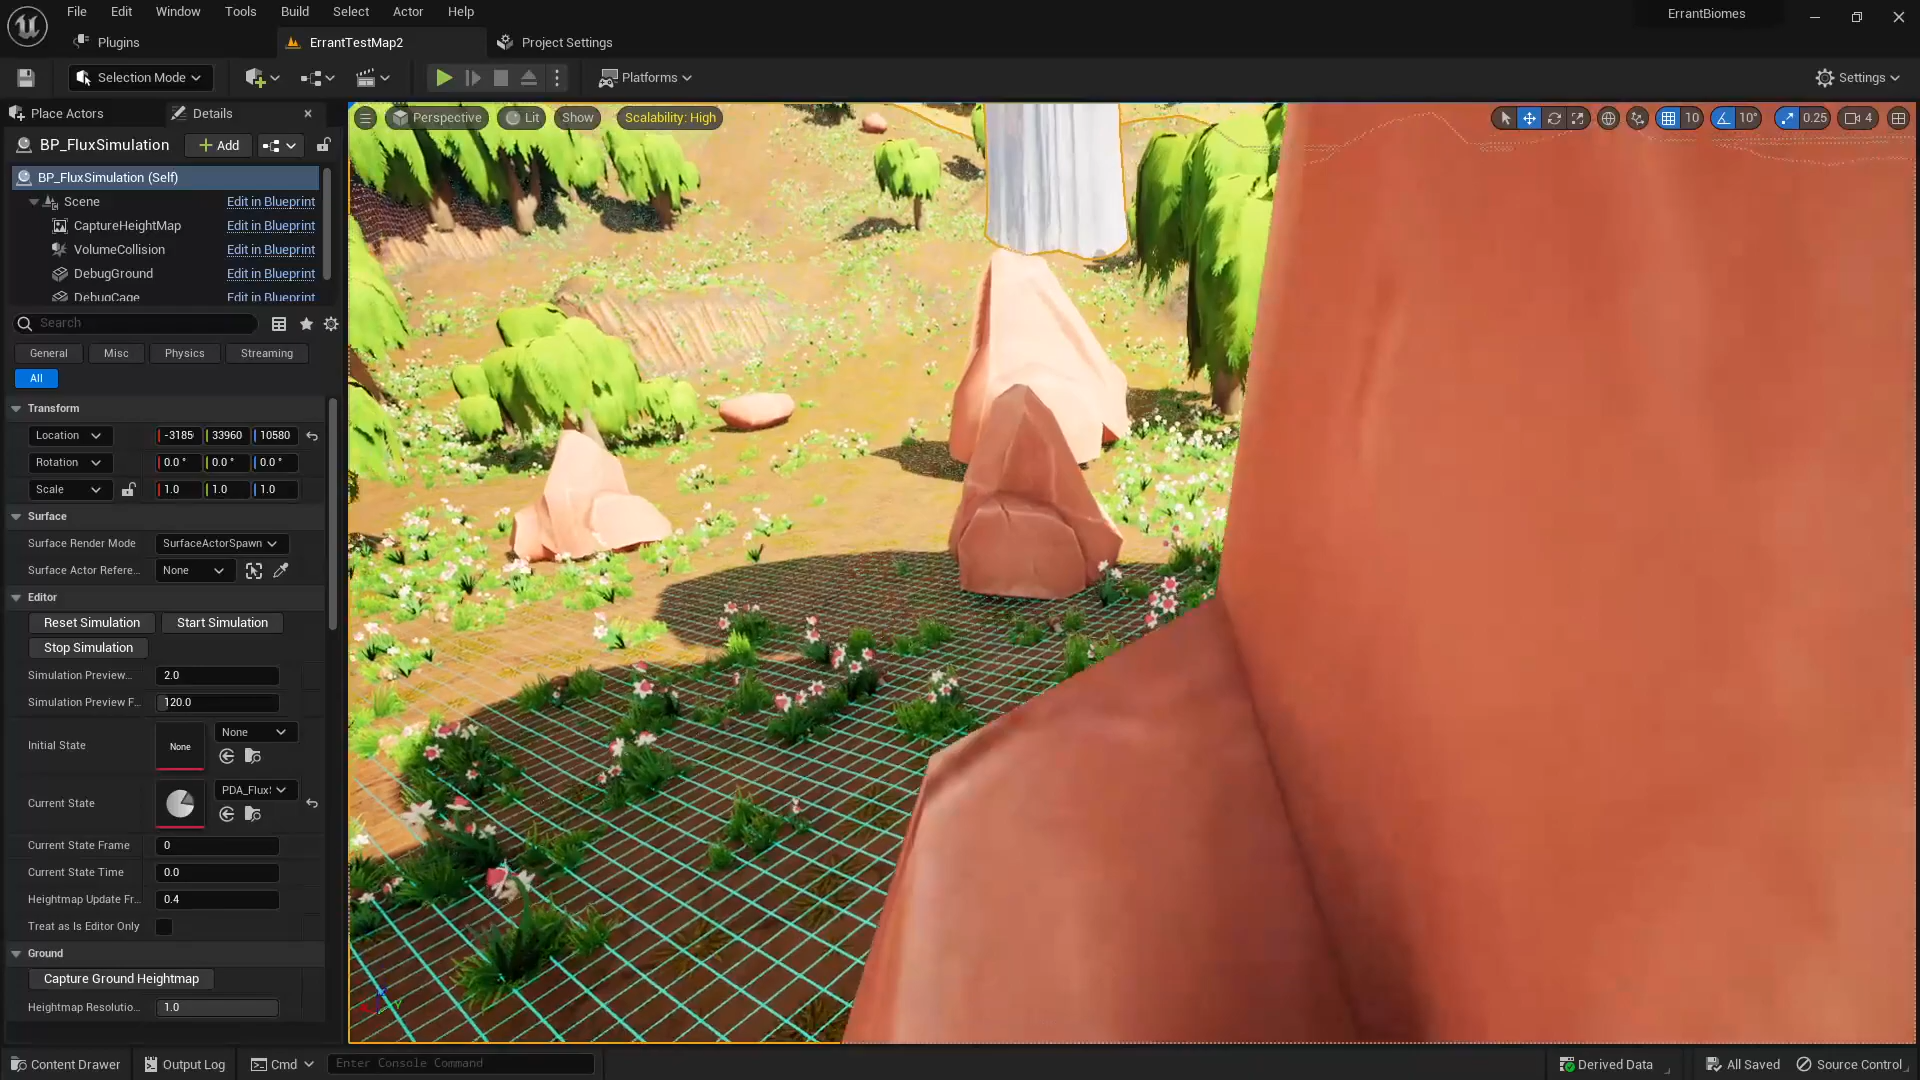 File Edit Window Tools Build Select Actor Help
ErrantBiomes
Plugins
ErrantTestMap2
Project Settings
Selection Mode
Platforms
Settings
Place Actors
Details
Perspective
Lit
Show
Scalability: High
10
10°
0.25
4
BP_FluxSimulation
+ Add
BP_FluxSimulation (Self)
Scene Edit in Blueprint
CaptureHeightMap Edit in Blueprint
VolumeCollision Edit in Blueprint
DebugGround Edit in Blueprint
DebugCage Edit in Blueprint
Search
General Misc Physics Streaming
All
Transform
Location -3185 33960 10580
Rotation 0.0 ° 0.0 ° 0.0 °
Scale 1.0 1.0 1.0
Surface
Surface Render Mode SurfaceActorSpawn
Surface Actor Refere... None
Editor
Reset Simulation Start Simulation
Stop Simulation
Simulation Preview... 2.0
Simulation Preview F... 120.0
Initial State None None
Current State PDA_Flux
Current State Frame 0
Current State Time 0.0
Heightmap Update Fr... 0.4
Treat as Is Editor Only
Ground
Capture Ground Heightmap
Heightmap Resolutio... 1.0
Content Drawer Output Log Cmd Enter Console Command Derived Data All Saved Source Control